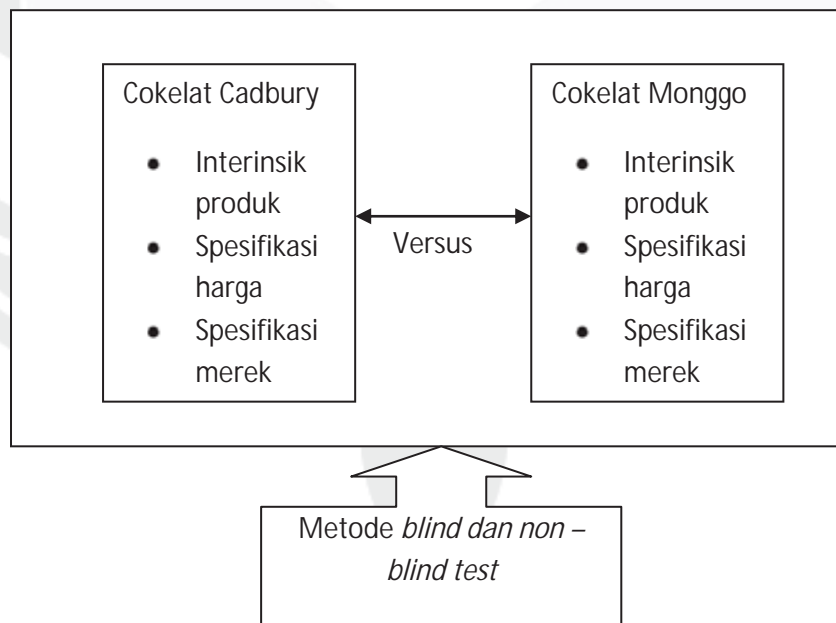 Cokelat Cadbury
• Interinsik
produk
• Spesifikasi
harga
• Spesifikasi
merek
Versus
Cokelat Monggo
• Interinsik
produk
• Spesifikasi
harga
• Spesifikasi
merek
Metode blind dan non –
blind test